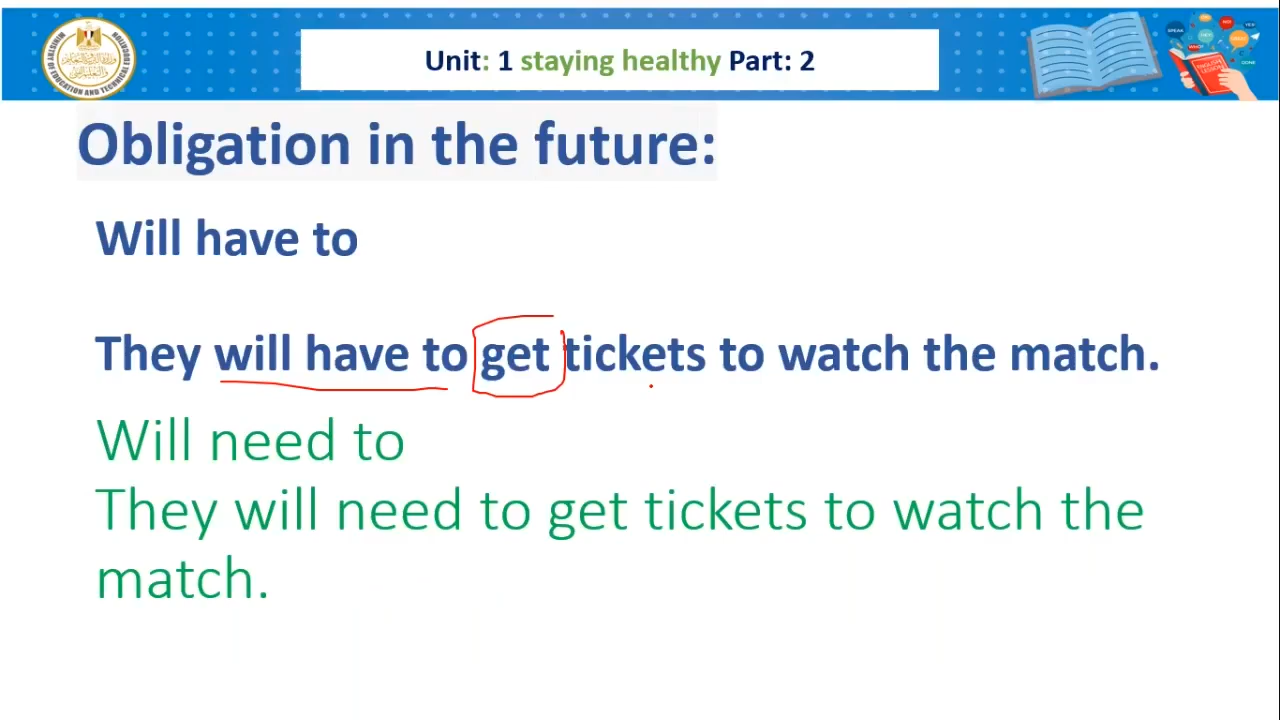 Unit: 1 staying healthy Part: 2
Obligation in the future:
Will have to
They will have to get tickets to watch the match.
Will need to
They will need to get tickets to watch the
match.